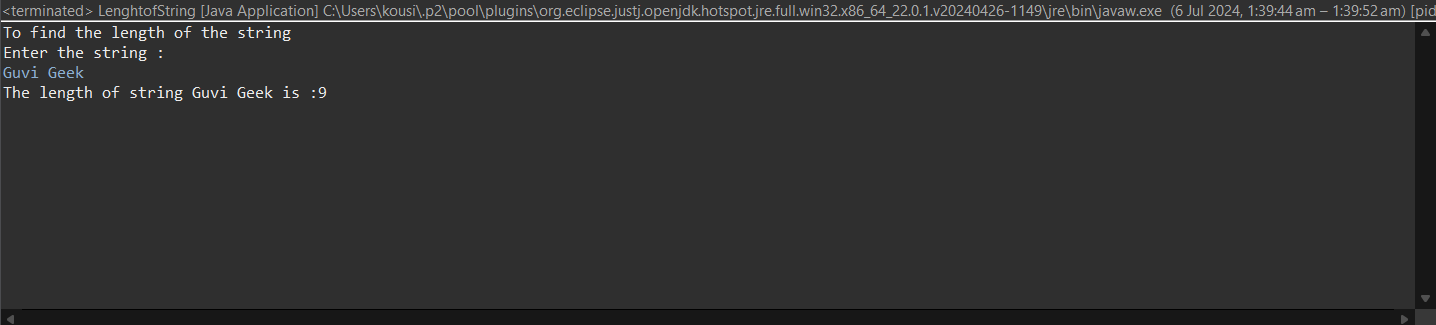 <terminated> LenghtofString [Java Application] C:\Users\kousi\.p2\pool\plugins\org.eclipse.justj.openjdk.hotspot.jre.full.win32.x86_64_22.0.1.v20240426-1149\jre\bin\javaw.exe (6 Jul 2024, 1:39:44 am – 1:39:52 am) [pid
To find the length of the string
Enter the string :
Guvi Geek
The length of string Guvi Geek is :9